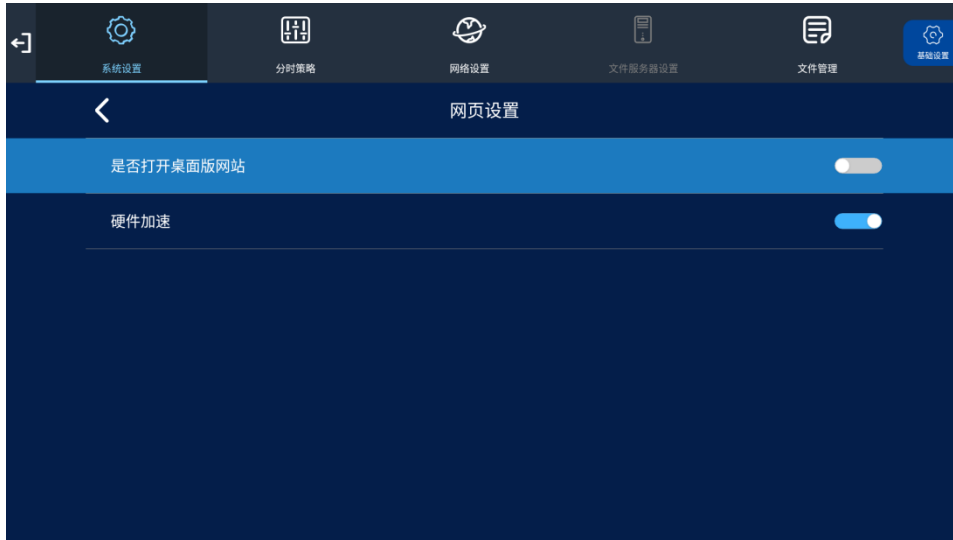 系统设置
分时策略
网络设置
文件服务器设置
文件管理
基础设置
网页设置
是否打开桌面版网站
硬件加速